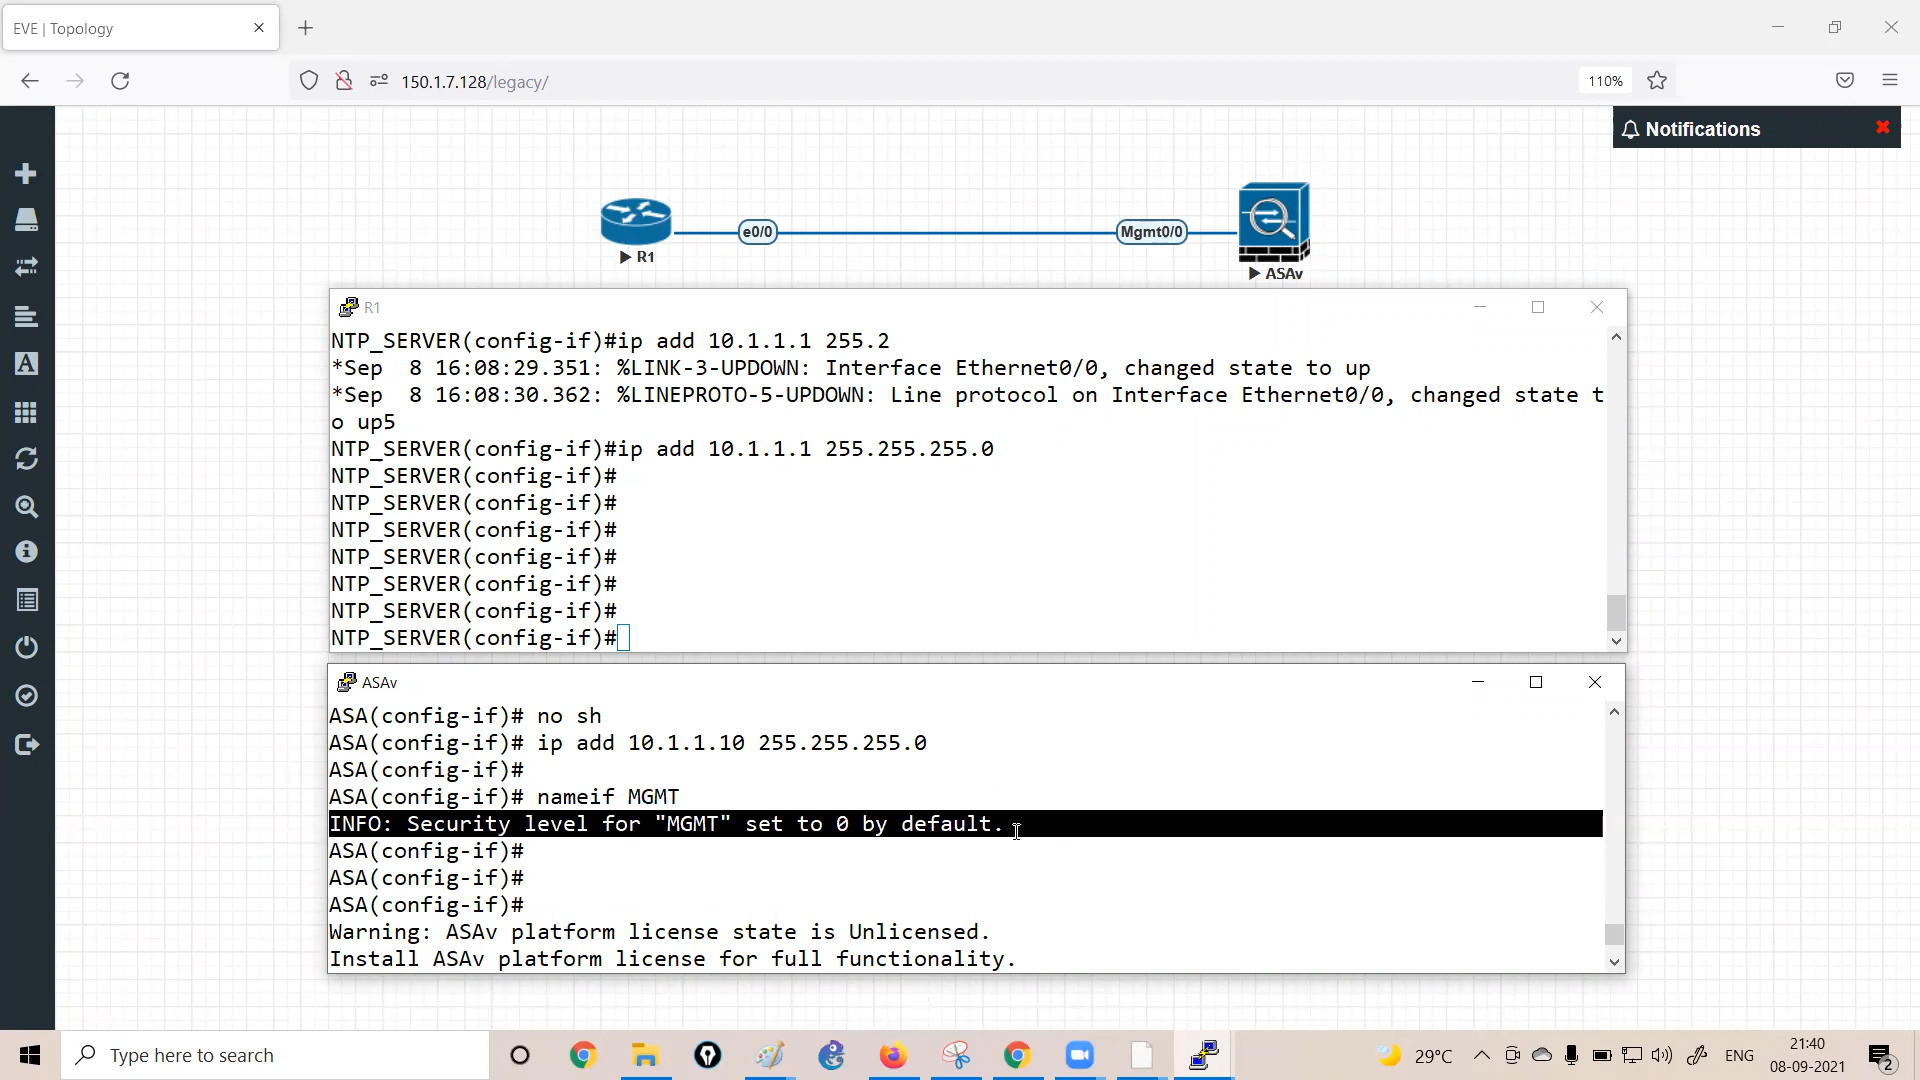 EVE | Topology
150.1.7.128/legacy/
110%
Notifications
e0/0
Mgmt0/0
R1
ASAv
R1
NTP_SERVER(config-if)#ip add 10.1.1.1 255.2
*Sep  8 16:08:29.351: %LINK-3-UPDOWN: Interface Ethernet0/0, changed state to up
*Sep  8 16:08:30.362: %LINEPROTO-5-UPDOWN: Line protocol on Interface Ethernet0/0, changed state t
o up5
NTP_SERVER(config-if)#ip add 10.1.1.1 255.255.255.0
NTP_SERVER(config-if)#
NTP_SERVER(config-if)#
NTP_SERVER(config-if)#
NTP_SERVER(config-if)#
NTP_SERVER(config-if)#
NTP_SERVER(config-if)#
NTP_SERVER(config-if)#
ASAv
ASA(config-if)# no sh
ASA(config-if)# ip add 10.1.1.10 255.255.255.0
ASA(config-if)#
ASA(config-if)# nameif MGMT
INFO: Security level for "MGMT" set to 0 by default.
ASA(config-if)#
ASA(config-if)#
ASA(config-if)#
Warning: ASAv platform license state is Unlicensed.
Install ASAv platform license for full functionality.
Type here to search
29°C
ENG
21:40
08-09-2021
2